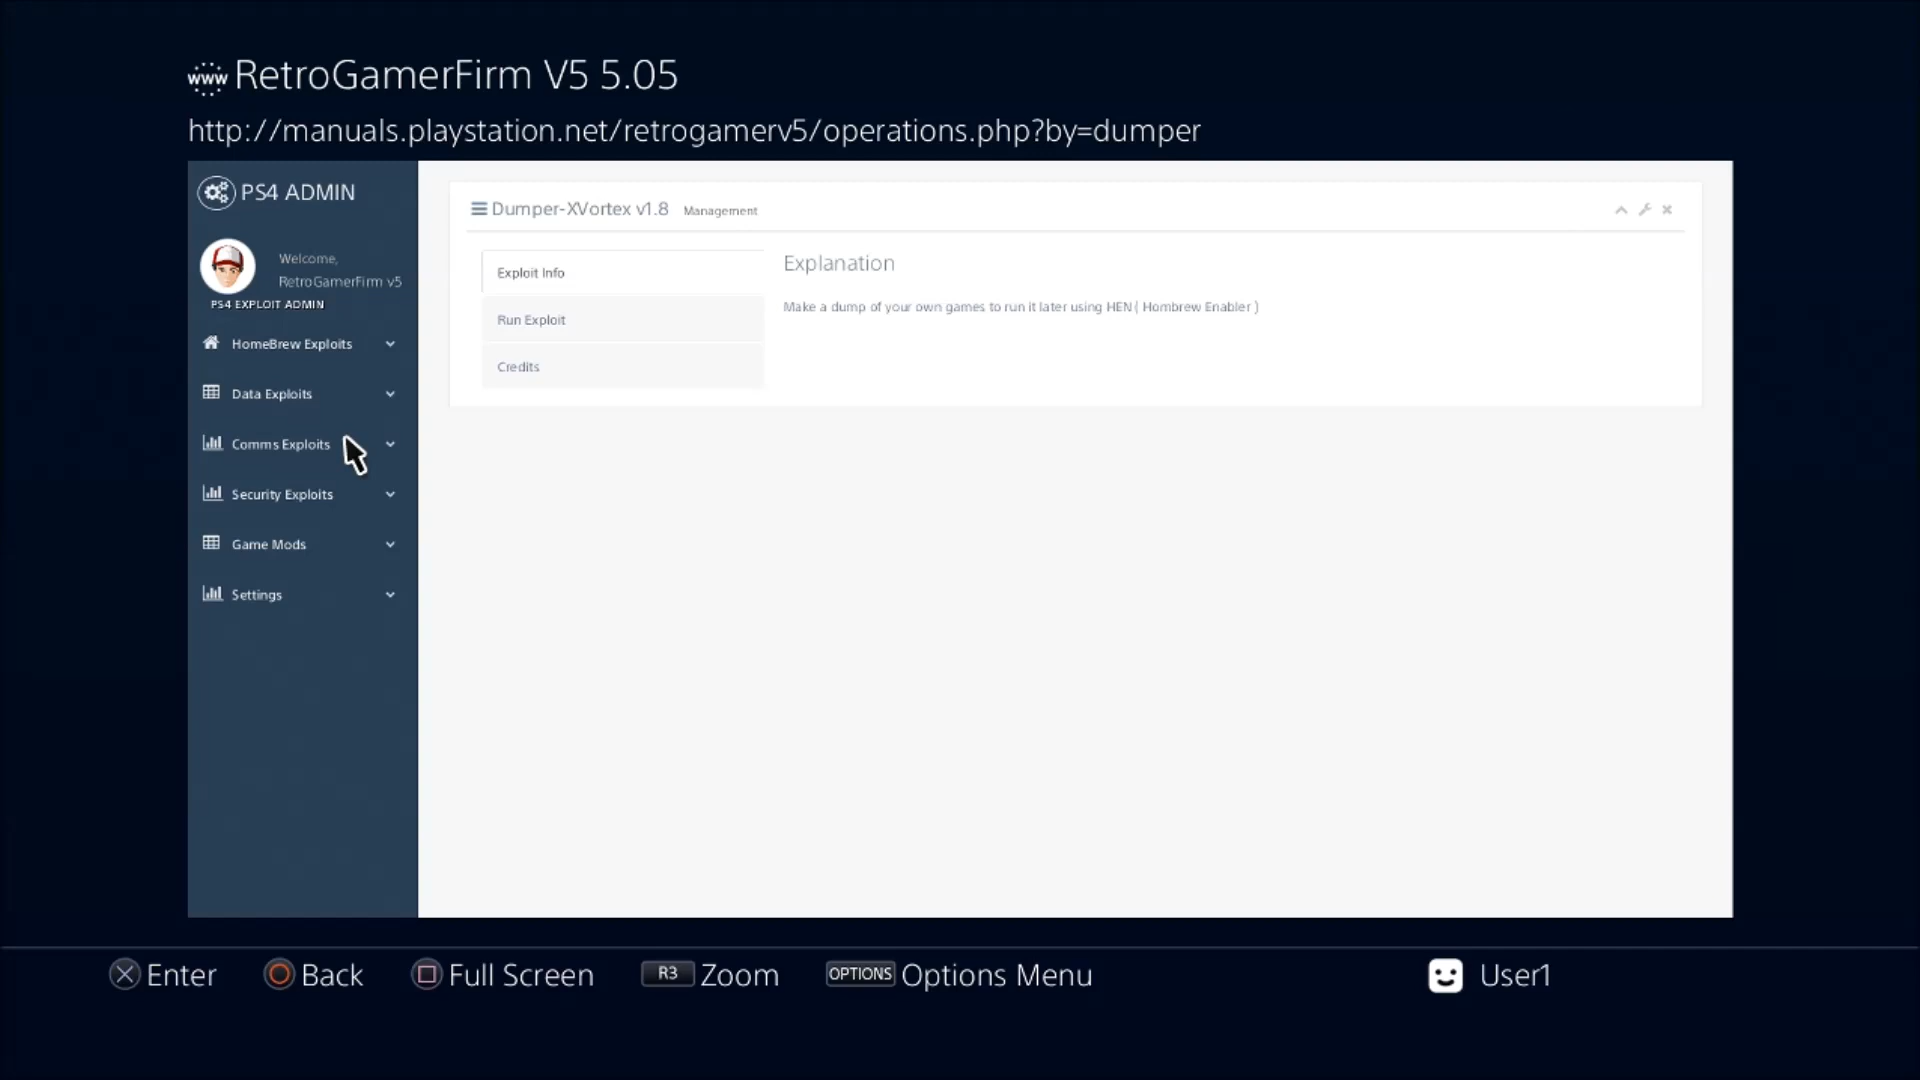 www RetroGamerFirm V5 5.05
http://manuals.playstation.net/retrogamerv5/operations.php?by=dumper
PS4 ADMIN
Welcome,
RetroGamerFirm v5
PS4 EXPLOIT ADMIN
HomeBrew Exploits
Data Exploits
Comms Exploits
Security Exploits
Game Mods
Settings
Dumper-XVortex v1.8 Management
Exploit Info
Run Exploit
Credits
Explanation
Make a dump of your own games to run it later using HEN ( Hombrew Enabler )
Enter Back Full Screen R3 Zoom OPTIONS Options Menu User1